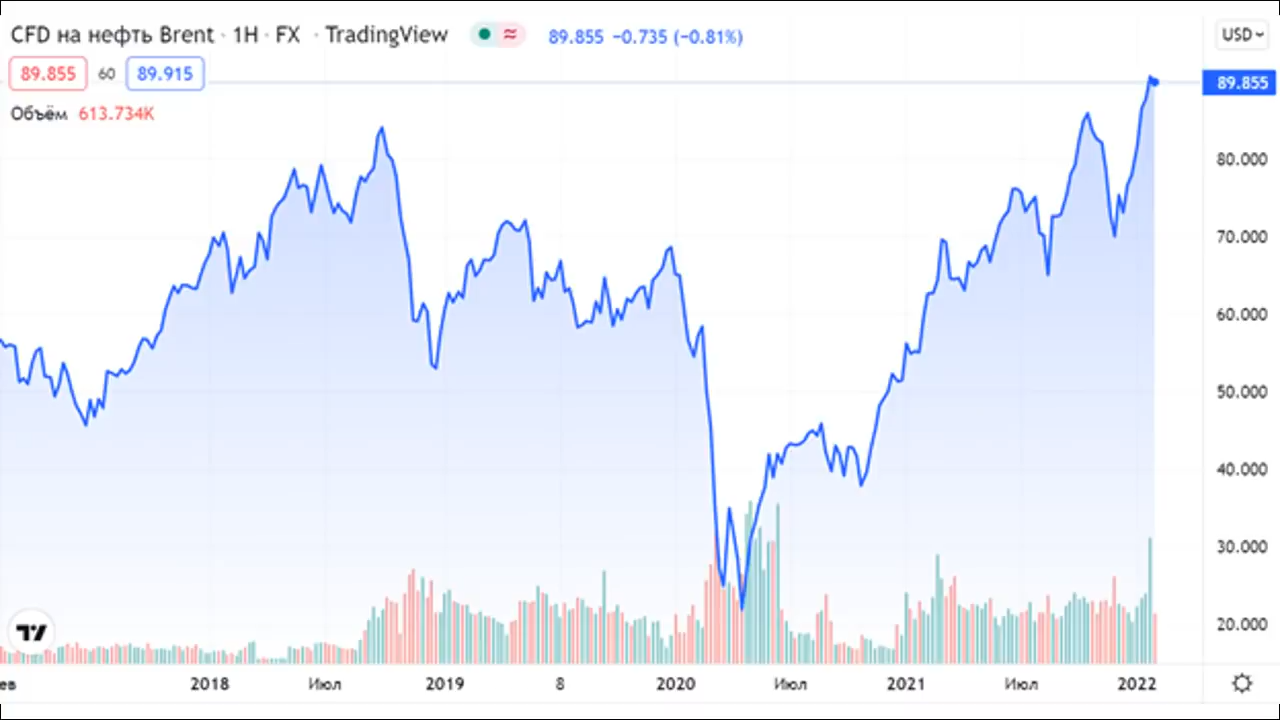 CFD на нефть Brent · 1Н · FX · TradingView 89.855 −0.735 (−0.81%) USD
89.855 60 89.915 89.855
Объём 613.734K
80.000
70.000
60.000
50.000
40.000
30.000
20.000
ев 2018 Июл 2019 8 2020 Июл 2021 Июл 2022